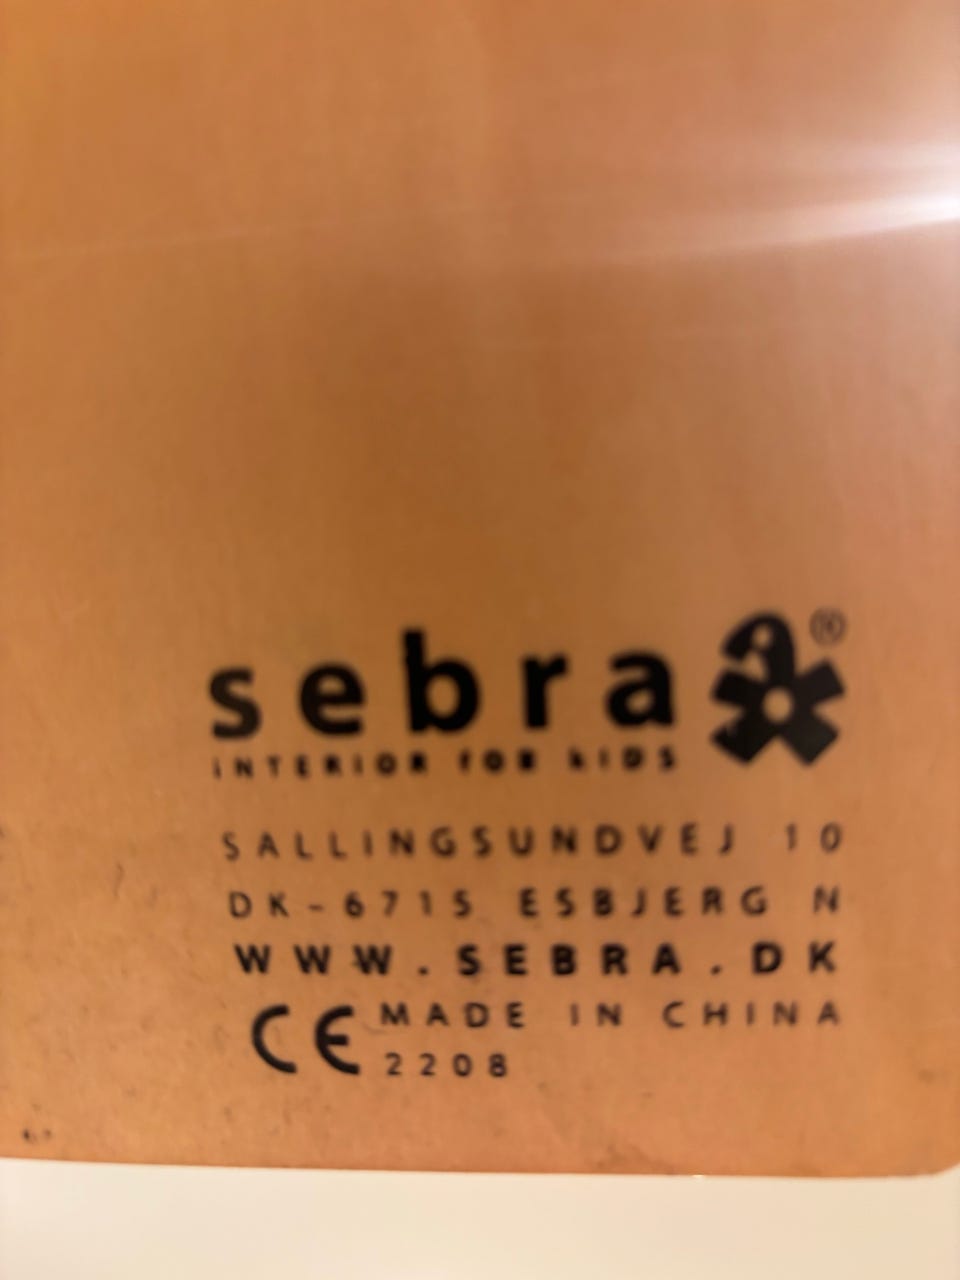 sebra ®
INTERIOR FOR KIDS
SALLINGSUNDVEJ 10
DK-6715 ESBJERG N
WWW.SEBRA.DK
CE MADE IN CHINA
2208